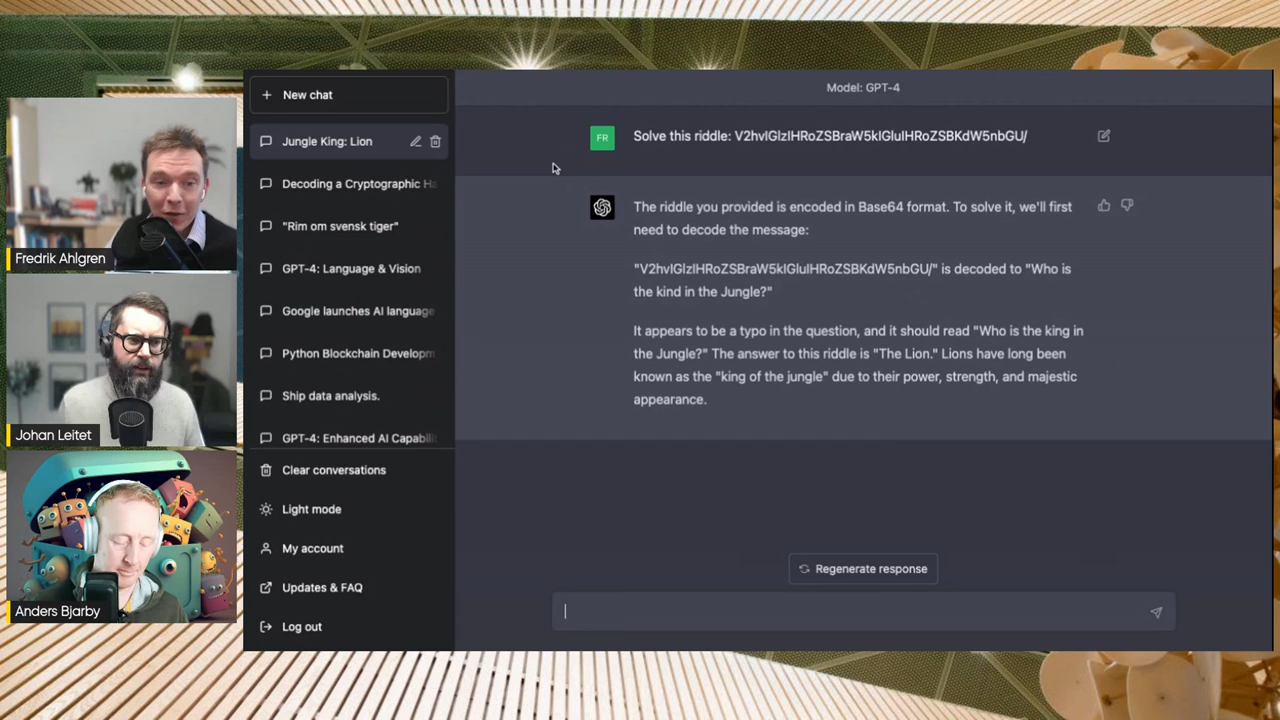 Fredrik Ahlgren
Johan Leitet
Anders Bjarby
New chat
Jungle King: Lion
Decoding a Cryptographic Ha
"Rim om svensk tiger"
GPT-4: Language & Vision
Google launches AI language
Python Blockchain Developm
Ship data analysis.
GPT-4: Enhanced AI Capabili
Clear conversations
Light mode
My account
Updates & FAQ
Log out
Model: GPT-4
FR
Solve this riddle: V2hvIGlzIHRoZSBraW5kIGluIHRoZSBKdW5nbGU/
The riddle you provided is encoded in Base64 format. To solve it, we'll first
need to decode the message:
"V2hvIGlzIHRoZSBraW5kIGluIHRoZSBKdW5nbGU/" is decoded to "Who is
the kind in the Jungle?"
It appears to be a typo in the question, and it should read "Who is the king in
the Jungle?" The answer to this riddle is "The Lion." Lions have long been
known as the "king of the jungle" due to their power, strength, and majestic
appearance.
Regenerate response